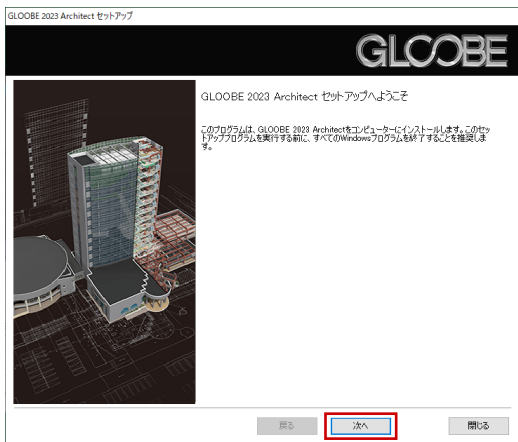 GLOOBE 2023 Architect セットアップ
GLOOBE
GLOOBE 2023 Architect セットアップへようこそ
このプログラムは、GLOOBE 2023 Architectをコンピューターにインストールします。このセッ
トアッププログラムを実行する前に、すべてのWindowsプログラムを終了することを推奨しま
す。
戻る
次へ
閉じる